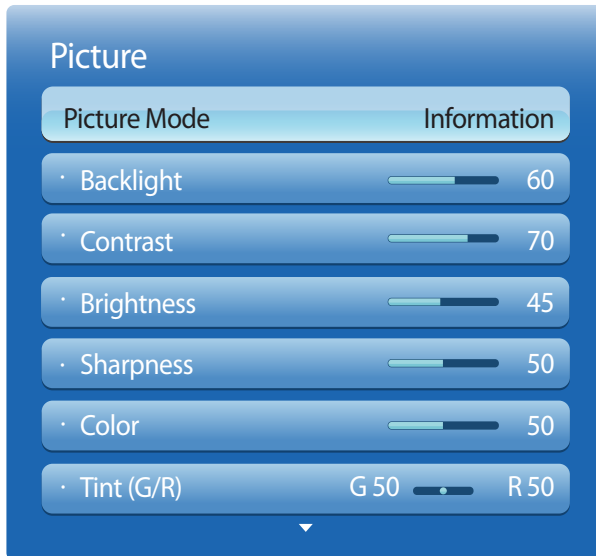 Picture
Picture Mode Information
· Backlight 60
· Contrast 70
· Brightness 45
· Sharpness 50
· Color 50
· Tint (G/R) G 50 R 50